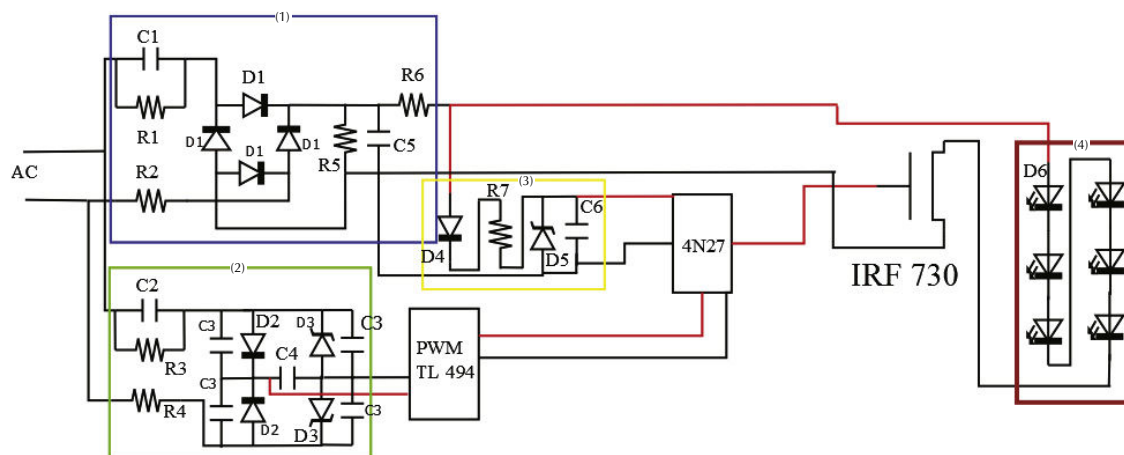 (1)
C1
D1
R6
R1
D1
D1
D1
R5
C5
AC
R2
(3)
R7
C6
D4
D5
4N27
IRF 730
(4)
D6
(2)
C2
R3
C3
D2
D3
C3
C4
C3
R4
D2
D3
C3
PWM
TL 494